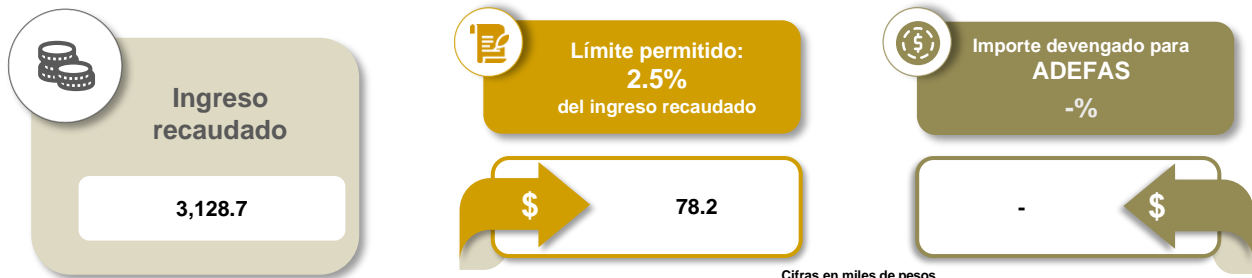 Ingreso
recaudado
3,128.7
Límite permitido:
2.5%
del ingreso recaudado
$
78.2
Importe devengado para
ADEFAS
-%
-
$
Cifras en miles de pesos